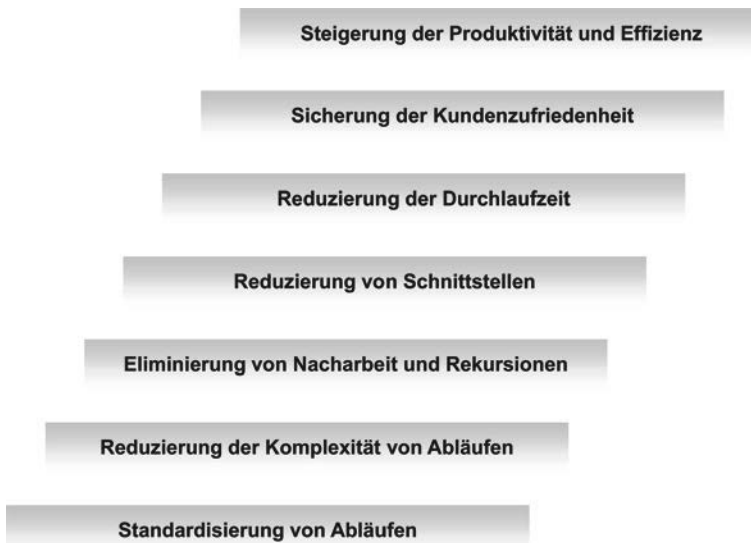 Steigerung der Produktivität und Effizienz
Sicherung der Kundenzufriedenheit
Reduzierung der Durchlaufzeit
Reduzierung von Schnittstellen
Eliminierung von Nacharbeit und Rekursionen
Reduzierung der Komplexität von Abläufen
Standardisierung von Abläufen